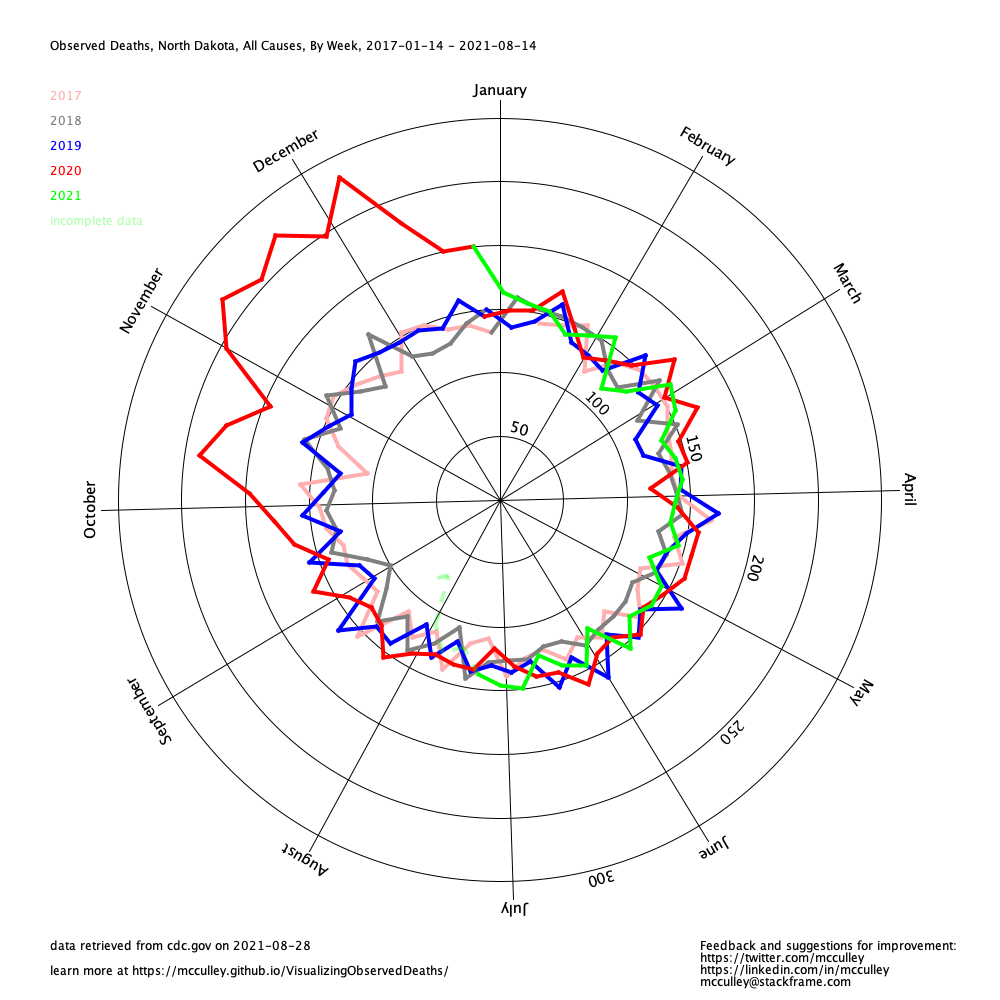 Observed Deaths, North Dakota, All Causes, By Week, 2017-01-14 - 2021-08-14
January
2017
2018
2019
2020
2021
incomplete data
December
February
November
March
50
100
150
October
April
200
September
May
250
August
June
300
July
data retrieved from cdc.gov on 2021-08-28
learn more at https://mcculley.github.io/VisualizingObservedDeaths/
Feedback and suggestions for improvement:
https://twitter.com/mcculley
https://linkedin.com/in/mcculley
mcculley@stackframe.com